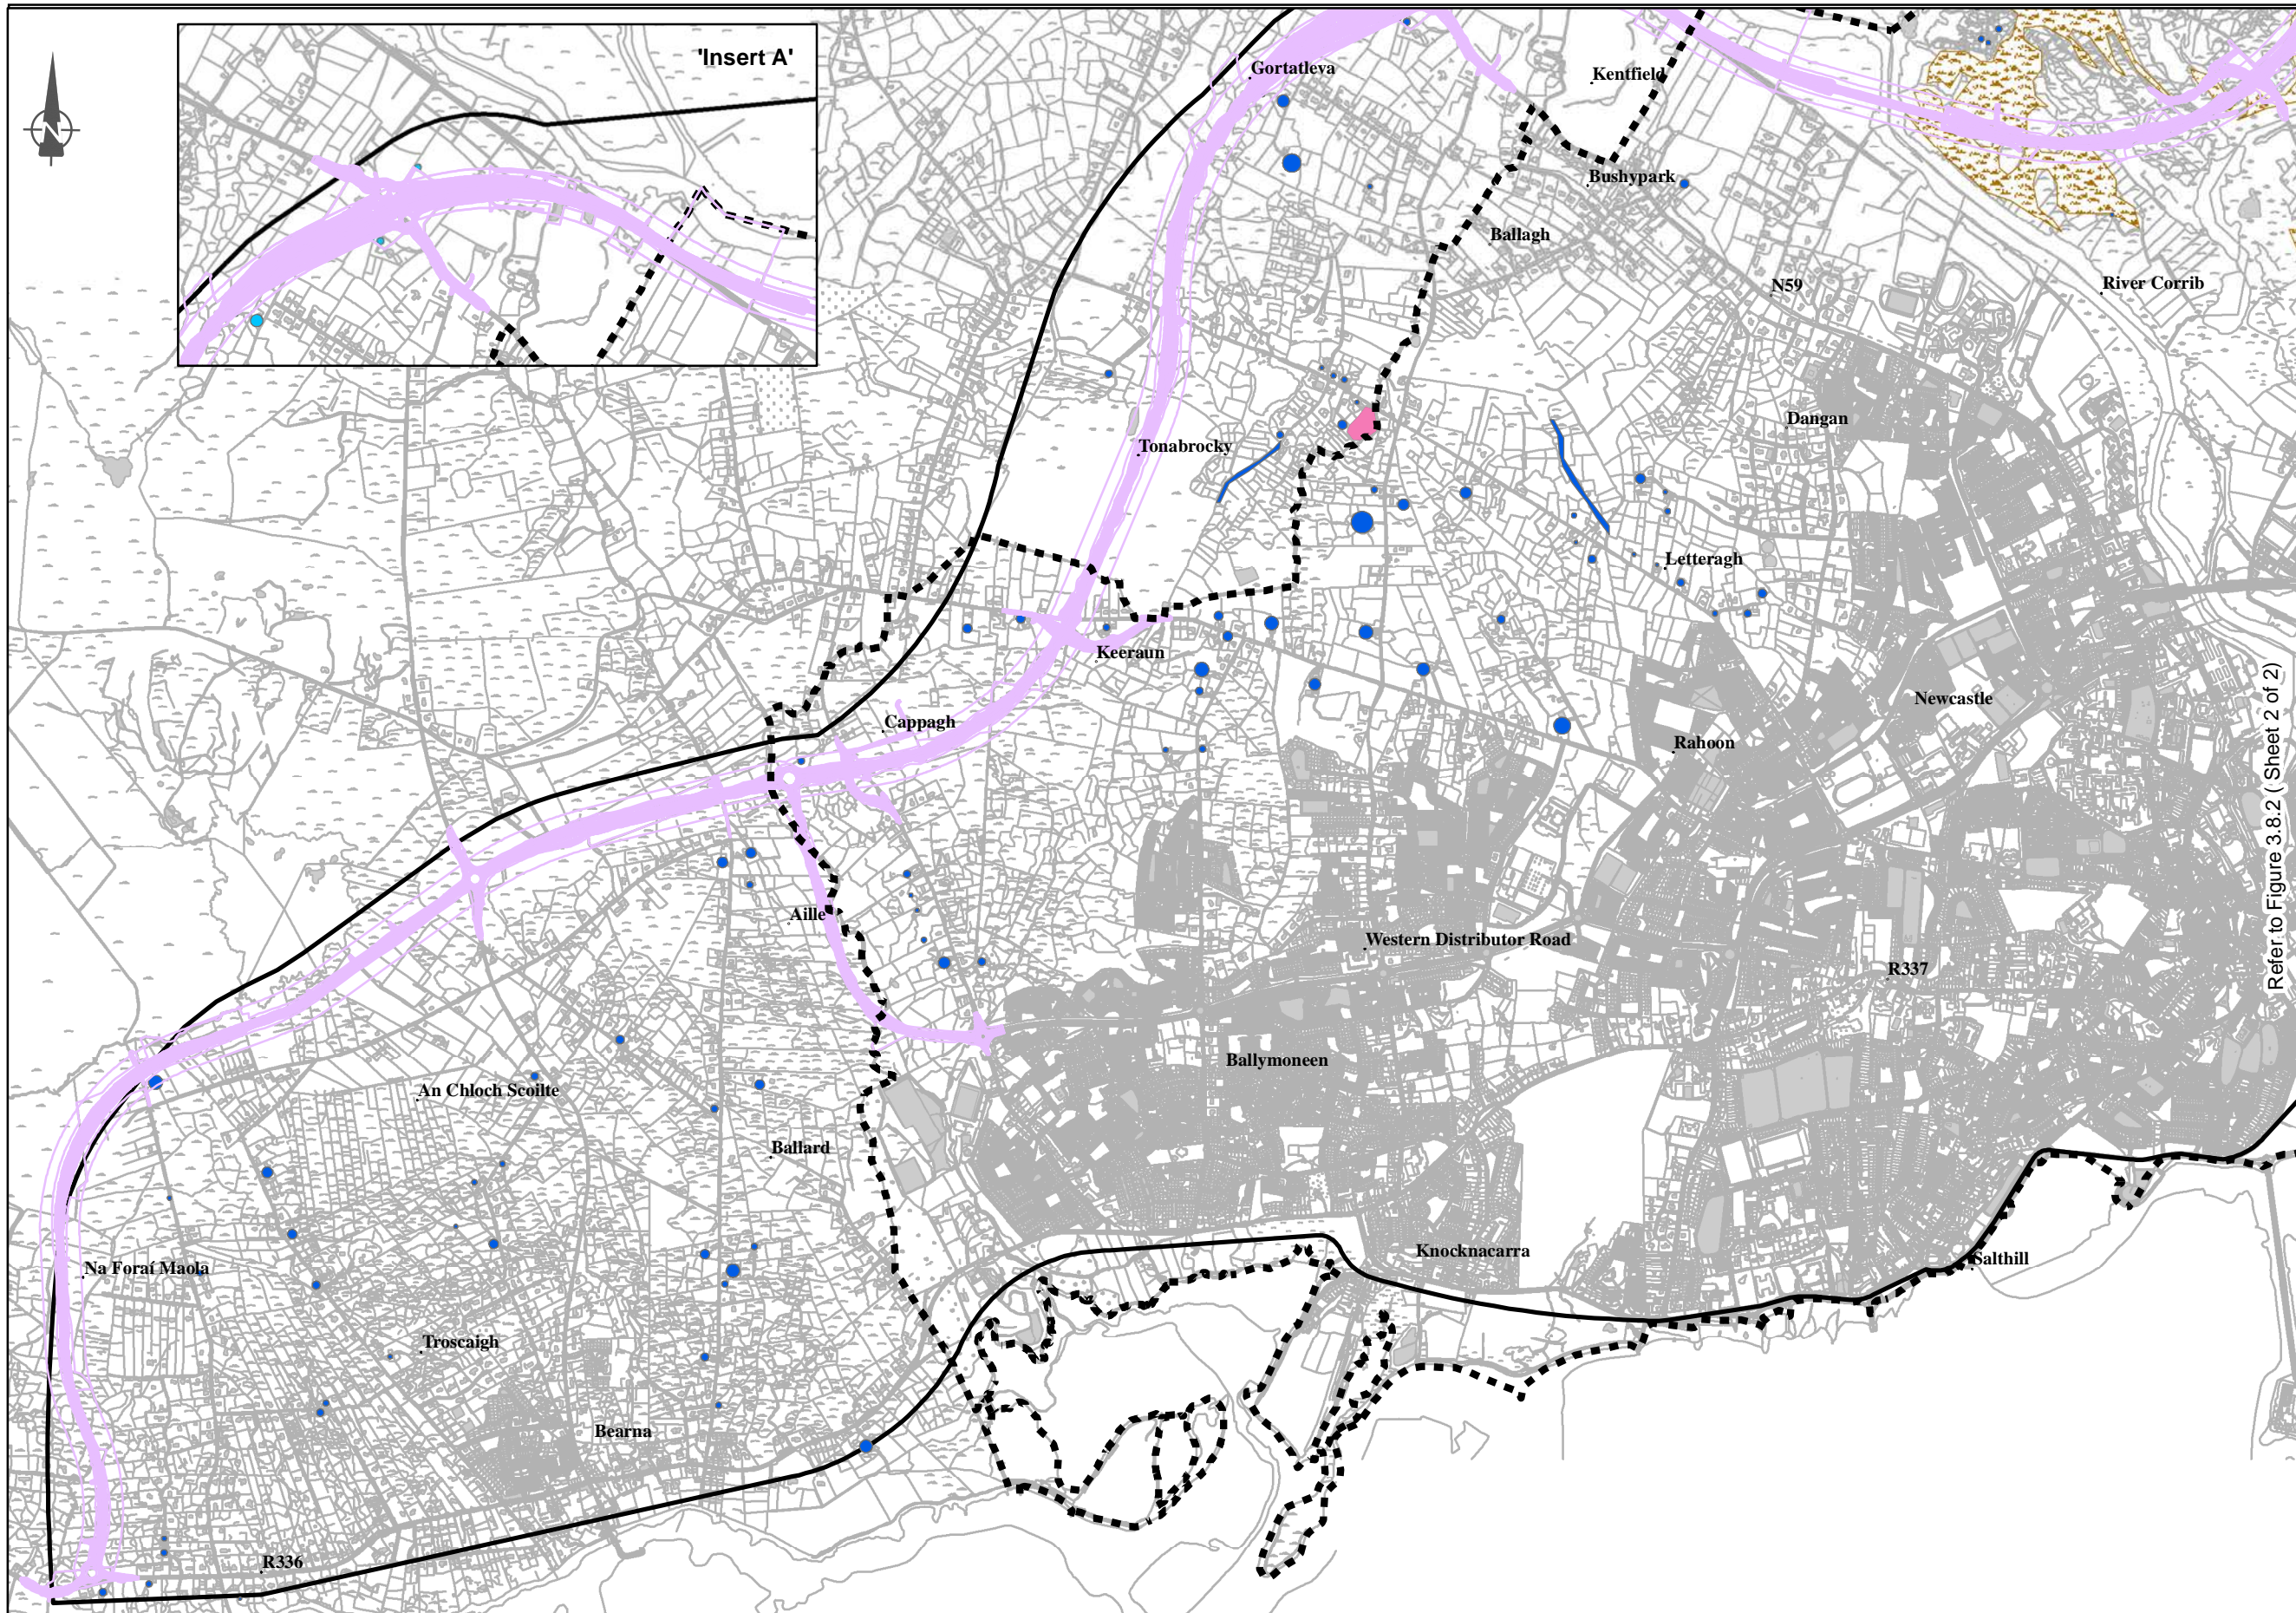 'Insert A'
N
Gortatleva
Kentfield
Bushypark
Ballagh
N59
River Corrib
Dangan
Tonabrocky
Letteragh
Keeraun
Newcastle
Cappagh
Rahoon
Refer to Figure 3.8.2 ( Sheet 2 of 2)
Aille
Western Distributor Road
R337
Ballymoneen
An Chloch Scoilte
Ballard
Knocknacarra
Salthill
Na Foraí Maola
Troscaigh
Bearna
R336